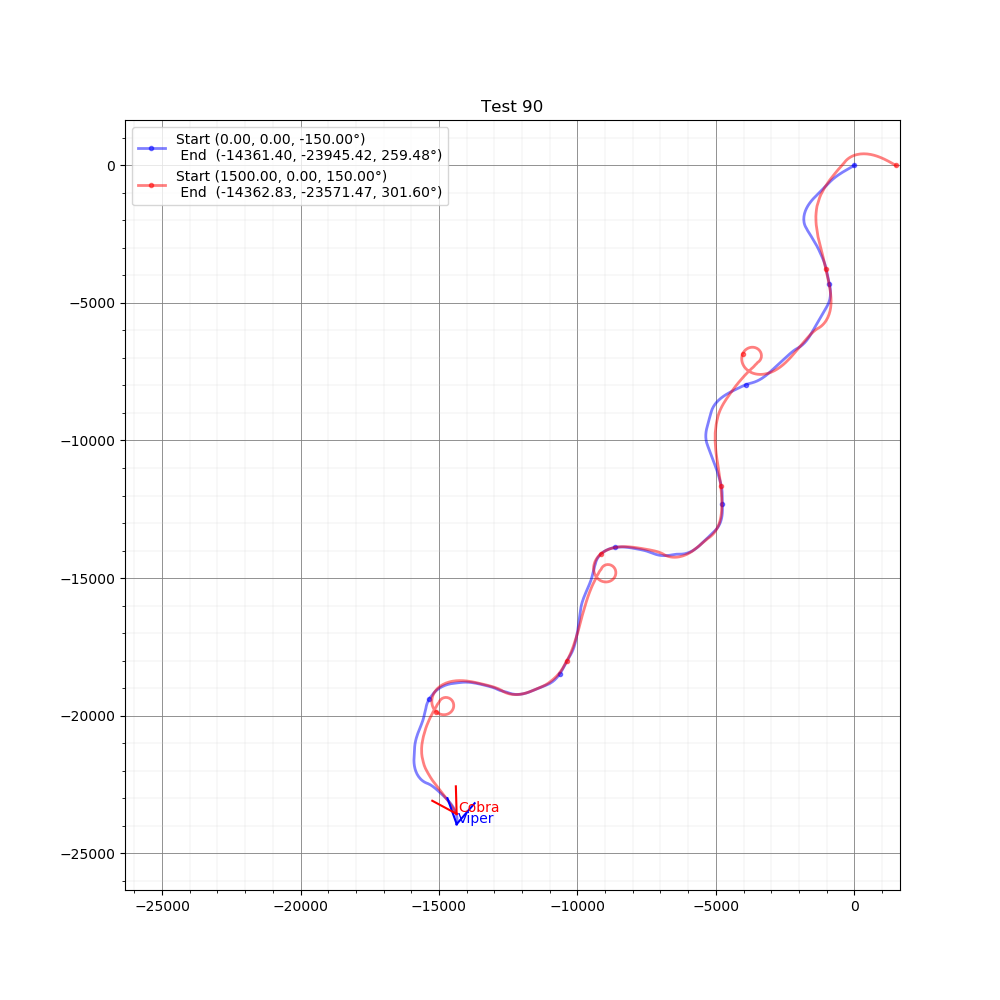 Test 90
Start (0.00, 0.00, -150.00°)
End  (-14361.40, -23945.42, 259.48°)
Start (1500.00, 0.00, 150.00°)
End  (-14362.83, -23571.47, 301.60°)
0
−5000
−10000
−15000
−20000
−25000
Cobra
Viper
−25000 −20000 −15000 −10000 −5000 0